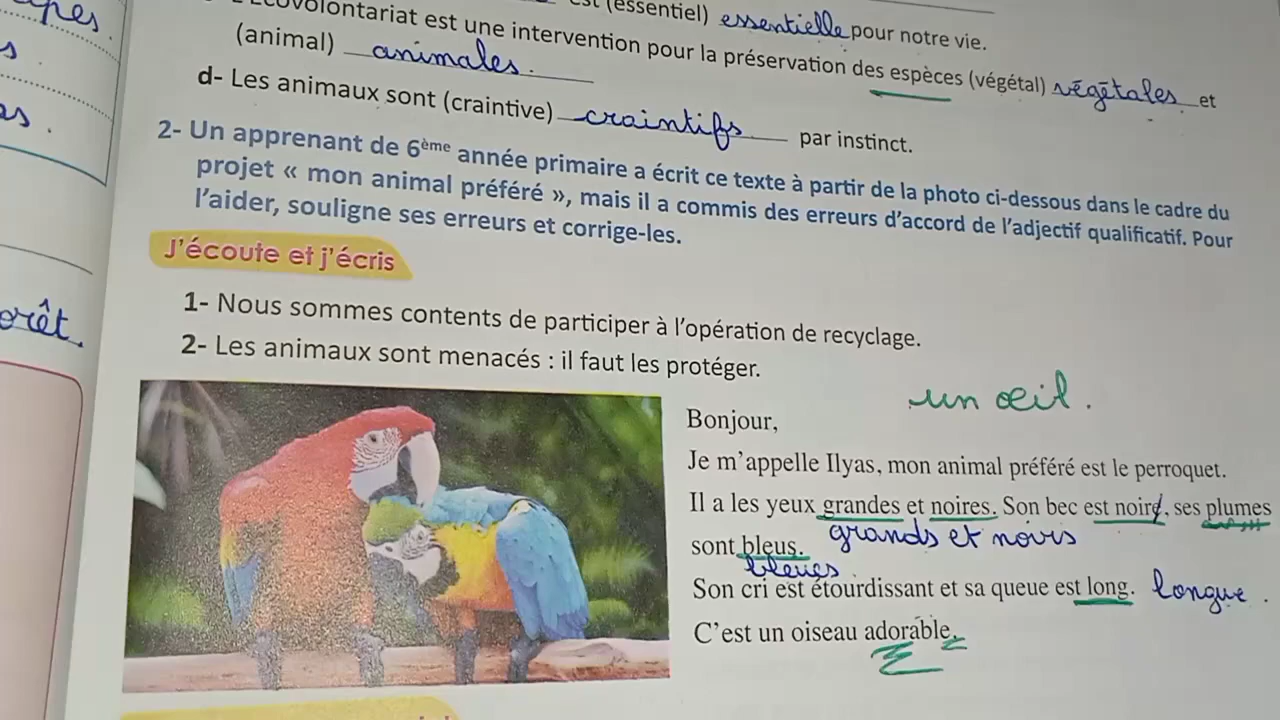 est (essentiel) essentielle pour notre vie.
est une intervention pour la préservation des espèces (végétal) végétales et
(animal) animales.
d- Les animaux sont (craintive) craintifs par instinct.
2- Un apprenant de 6ème année primaire a écrit ce texte à partir de la photo ci-dessous dans le cadre du
projet « mon animal préféré », mais il a commis des erreurs d'accord de l'adjectif qualificatif. Pour
l'aider, souligne ses erreurs et corrige-les.
J'écoute et j'écris
1- Nous sommes contents de participer à l'opération de recyclage.
2- Les animaux sont menacés : il faut les protéger.
orêt.
un œil.
Bonjour,
Je m'appelle Ilyas, mon animal préféré est le perroquet.
Il a les yeux grandes et noires. Son bec est noire, ses plumes
sont bleus. grands et noirs
bleues
Son cri est étourdissant et sa queue est long. longue.
C'est un oiseau adorable.